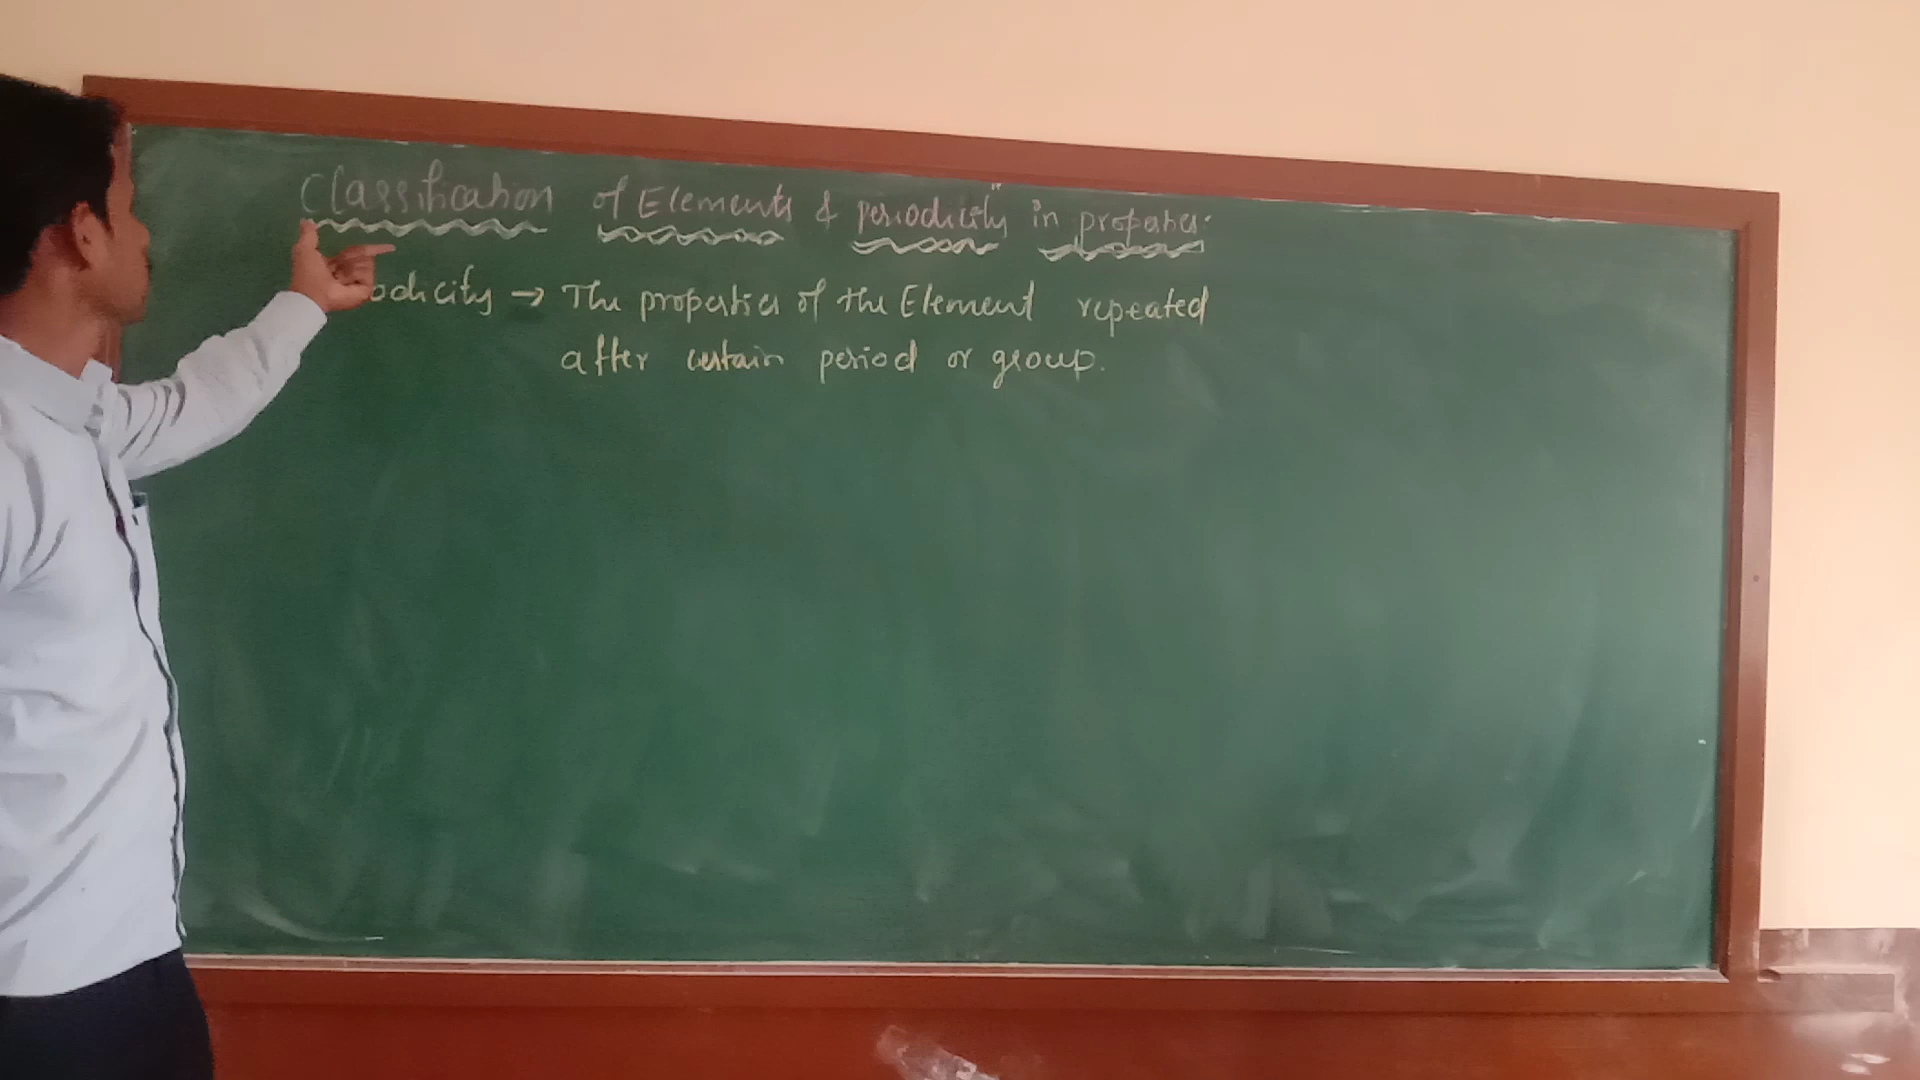 Classification of Elements & periodicity in properties:
odicity → The properties of the Element repeated
after certain period or group.